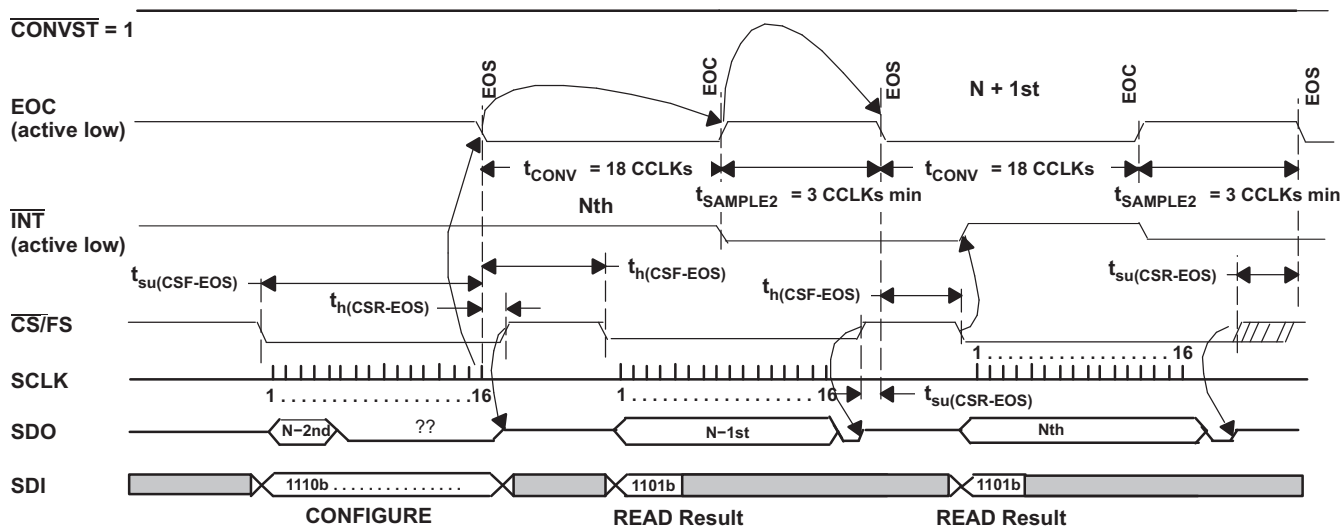 CONVST = 1
EOS
EOC
EOS
N + 1st
EOC
EOS
EOC
(active low)
tCONV = 18 CCLKs
tCONV = 18 CCLKs
tSAMPLE2 = 3 CCLKs min
tSAMPLE2 = 3 CCLKs min
Nth
INT
(active low)
tsu(CSF-EOS)
th(CSF-EOS)
tsu(CSR-EOS)
th(CSR-EOS)
th(CSF-EOS)
CS/FS
1 . . . . . . . . . . . . . . . . . . . 16
SCLK
1 . . . . . . . . . . . . . . . . . . . 16
1 . . . . . . . . . . . . . . . . . . . 16
tsu(CSR-EOS)
SDO
N−2nd
??
N−1st
Nth
SDI
1110b . . . . . . . . . . . . . . .
1101b
1101b
CONFIGURE
READ Result
READ Result